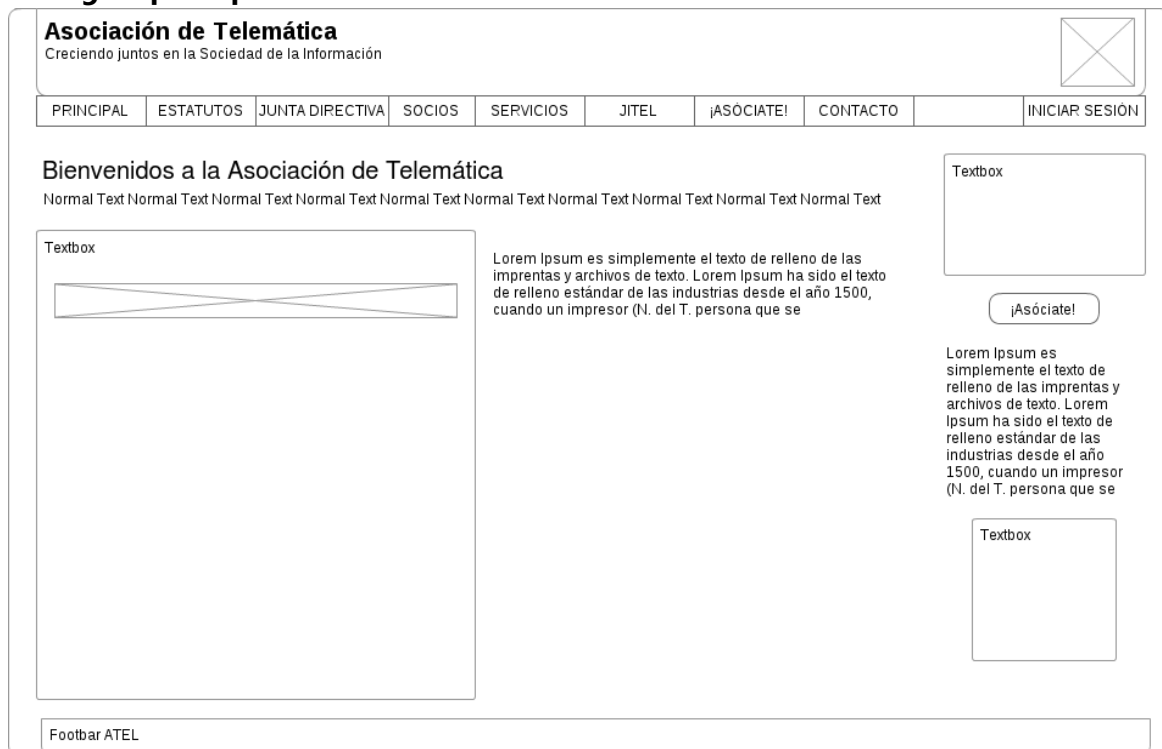 Asociación de Telemática
Creciendo juntos en la Sociedad de la Información
PRINCIPAL ESTATUTOS JUNTA DIRECTIVA SOCIOS SERVICIOS JITEL ¡ASÓCIATE! CONTACTO INICIAR SESIÓN
Bienvenidos a la Asociación de Telemática
Normal Text Normal Text Normal Text Normal Text Normal Text Normal Text Normal Text Normal Text Normal Text Normal Text
Textbox
Lorem Ipsum es simplemente el texto de relleno de las
imprentas y archivos de texto. Lorem Ipsum ha sido el texto
de relleno estándar de las industrias desde el año 1500,
cuando un impresor (N. del T. persona que se
Textbox
¡Asóciate!
Lorem Ipsum es
simplemente el texto de
relleno de las imprentas y
archivos de texto. Lorem
Ipsum ha sido el texto de
relleno estándar de las
industrias desde el año
1500, cuando un impresor
(N. del T. persona que se
Textbox
Footbar ATEL